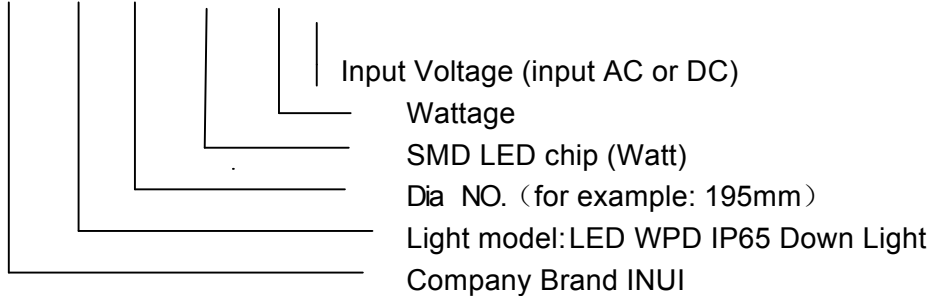 Input Voltage (input AC or DC)
Wattage
SMD LED chip (Watt)
Dia NO.（for example: 195mm）
Light model:LED WPD IP65 Down Light
Company Brand INUI